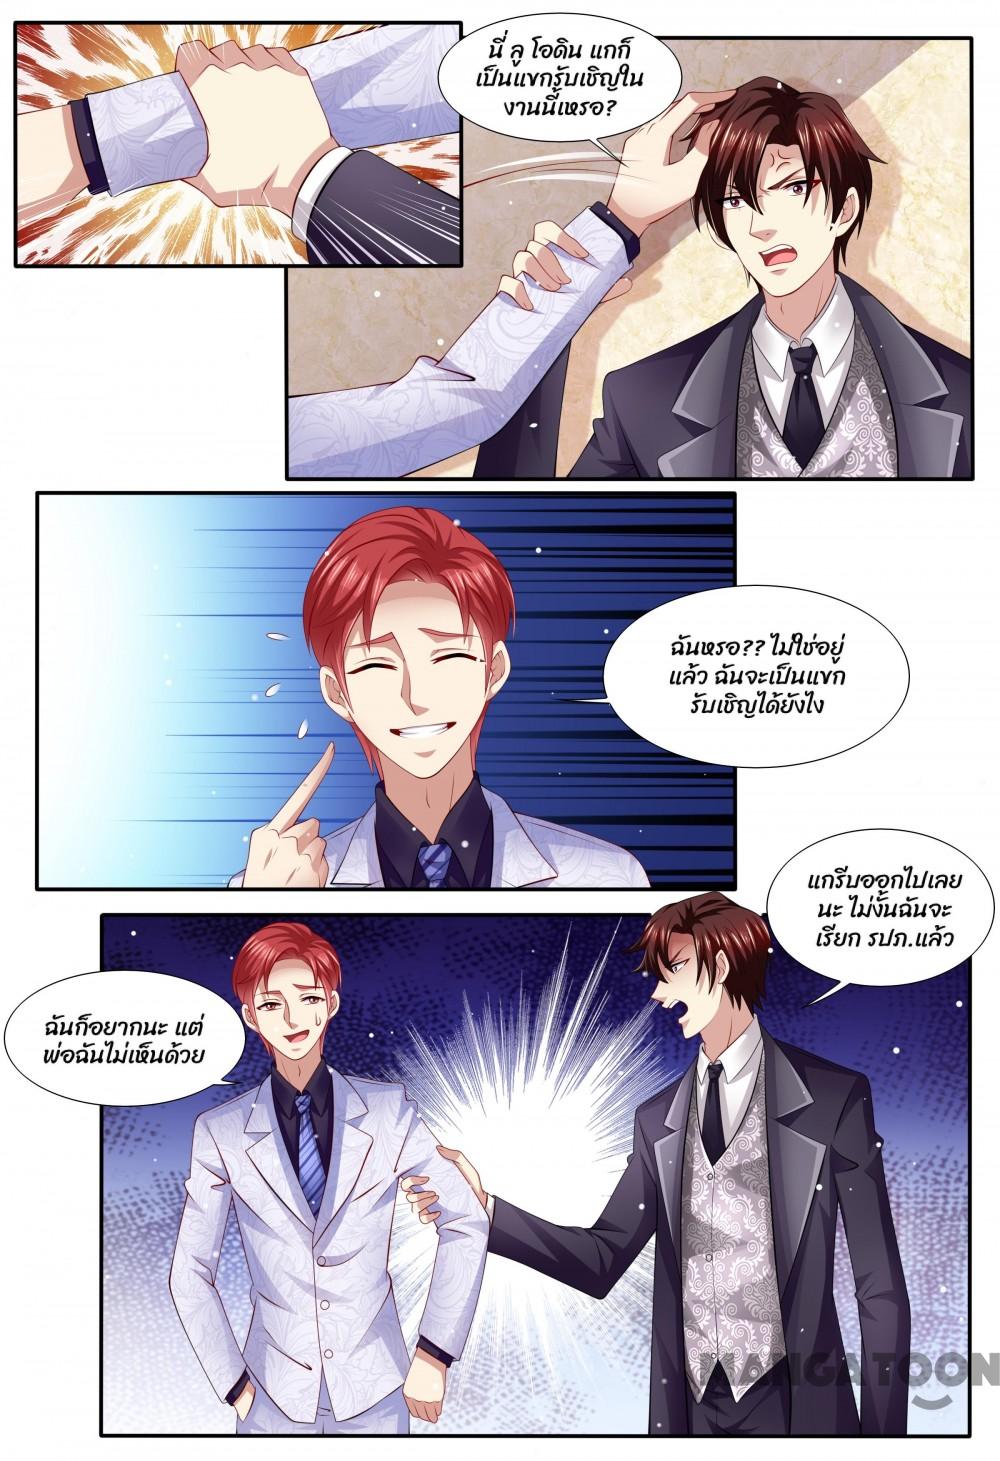 นี่ ลู โอดิน แกก็
เป็นแขกรับเชิญใน
งานนี้เหรอ?
ฉันหรอ?? ไม่ใช่อยู่
แล้ว ฉันจะเป็นแขก
รับเชิญได้ยังไง
แกรีบออกไปเลย
นะ ไม่งั้นฉันจะ
เรียก รปภ.แล้ว
ฉันก็อยากนะ แต่
พ่อฉันไม่เห็นด้วย
MANGATOON